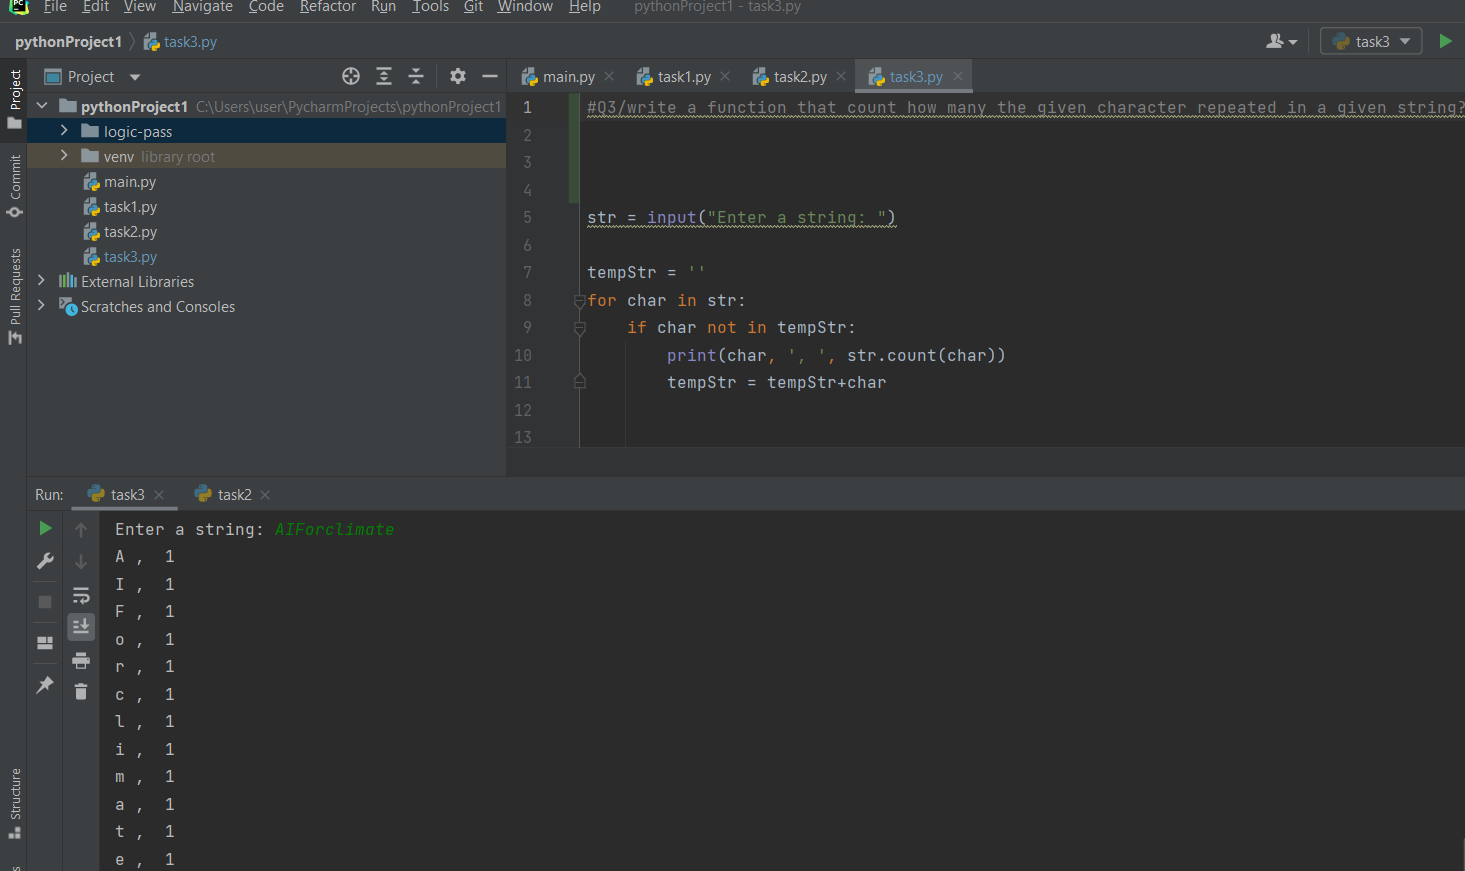 PC File Edit View Navigate Code Refactor Run Tools Git Window Help pythonProject1 - task3.py
pythonProject1 task3.py task3
Project
Project
main.py task1.py task2.py task3.py
pythonProject1 C:\Users\user\PycharmProjects\pythonProject1
logic-pass
venv library root
main.py
task1.py
task2.py
task3.py
External Libraries
Scratches and Consoles
Commit
Pull Requests
Structure
1 #Q3/write a function that count how many the given character repeated in a given string?
2
3
4
5 str = input("Enter a string: ")
6
7 tempStr = ''
8 for char in str:
9 if char not in tempStr:
10 print(char, ', ', str.count(char))
11 tempStr = tempStr+char
12
13
Run: task3 task2
Enter a string: AIForclimate
A ,  1
I ,  1
F ,  1
o ,  1
r ,  1
c ,  1
l ,  1
i ,  1
m ,  1
a ,  1
t ,  1
e ,  1